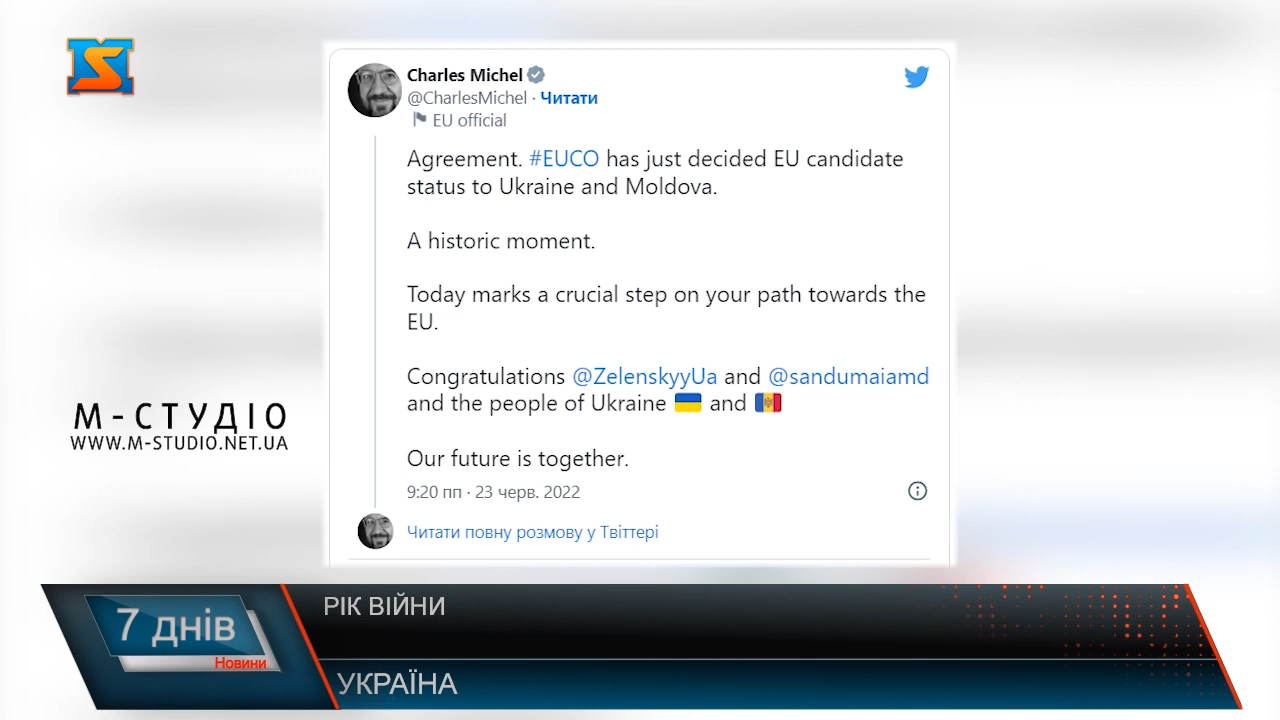 Charles Michel
@CharlesMichel · Читати
EU official
Agreement. #EUCO has just decided EU candidate
status to Ukraine and Moldova.
A historic moment.
Today marks a crucial step on your path towards the
EU.
Congratulations @ZelenskyyUa and @sandumaiamd
and the people of Ukraine 🇺🇦 and 🇲🇩
Our future is together.
9:20 пп · 23 черв. 2022
Читати повну розмову у Твіттері
М-СТУДІО
WWW.M-STUDIO.NET.UA
7 днів
Новини
РІК ВІЙНИ
УКРАЇНА